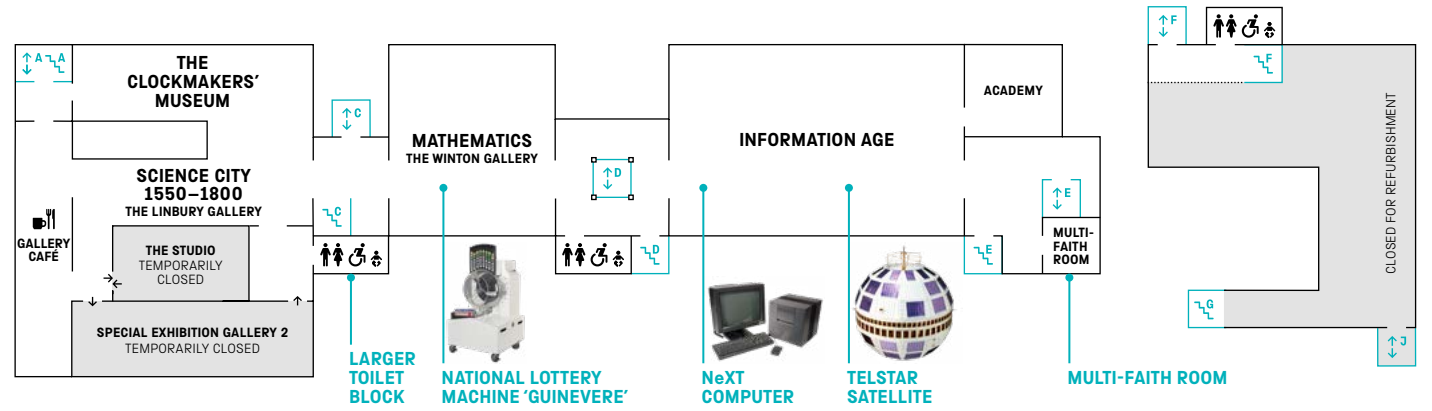 A
A
THE
CLOCKMAKERS’
MUSEUM
SCIENCE CITY
1550–1800
THE LINBURY GALLERY
GALLERY
CAFÉ
THE STUDIO
TEMPORARILY
CLOSED
SPECIAL EXHIBITION GALLERY 2
TEMPORARILY CLOSED
C
C
LARGER
TOILET
BLOCK
MATHEMATICS
THE WINTON GALLERY
NATIONAL LOTTERY
MACHINE ‘GUINEVERE’
D
D
INFORMATION AGE
NeXT
COMPUTER
TELSTAR
SATELLITE
ACADEMY
E
E
MULTI-
FAITH
ROOM
MULTI-FAITH ROOM
F
F
CLOSED FOR REFURBISHMENT
G
J